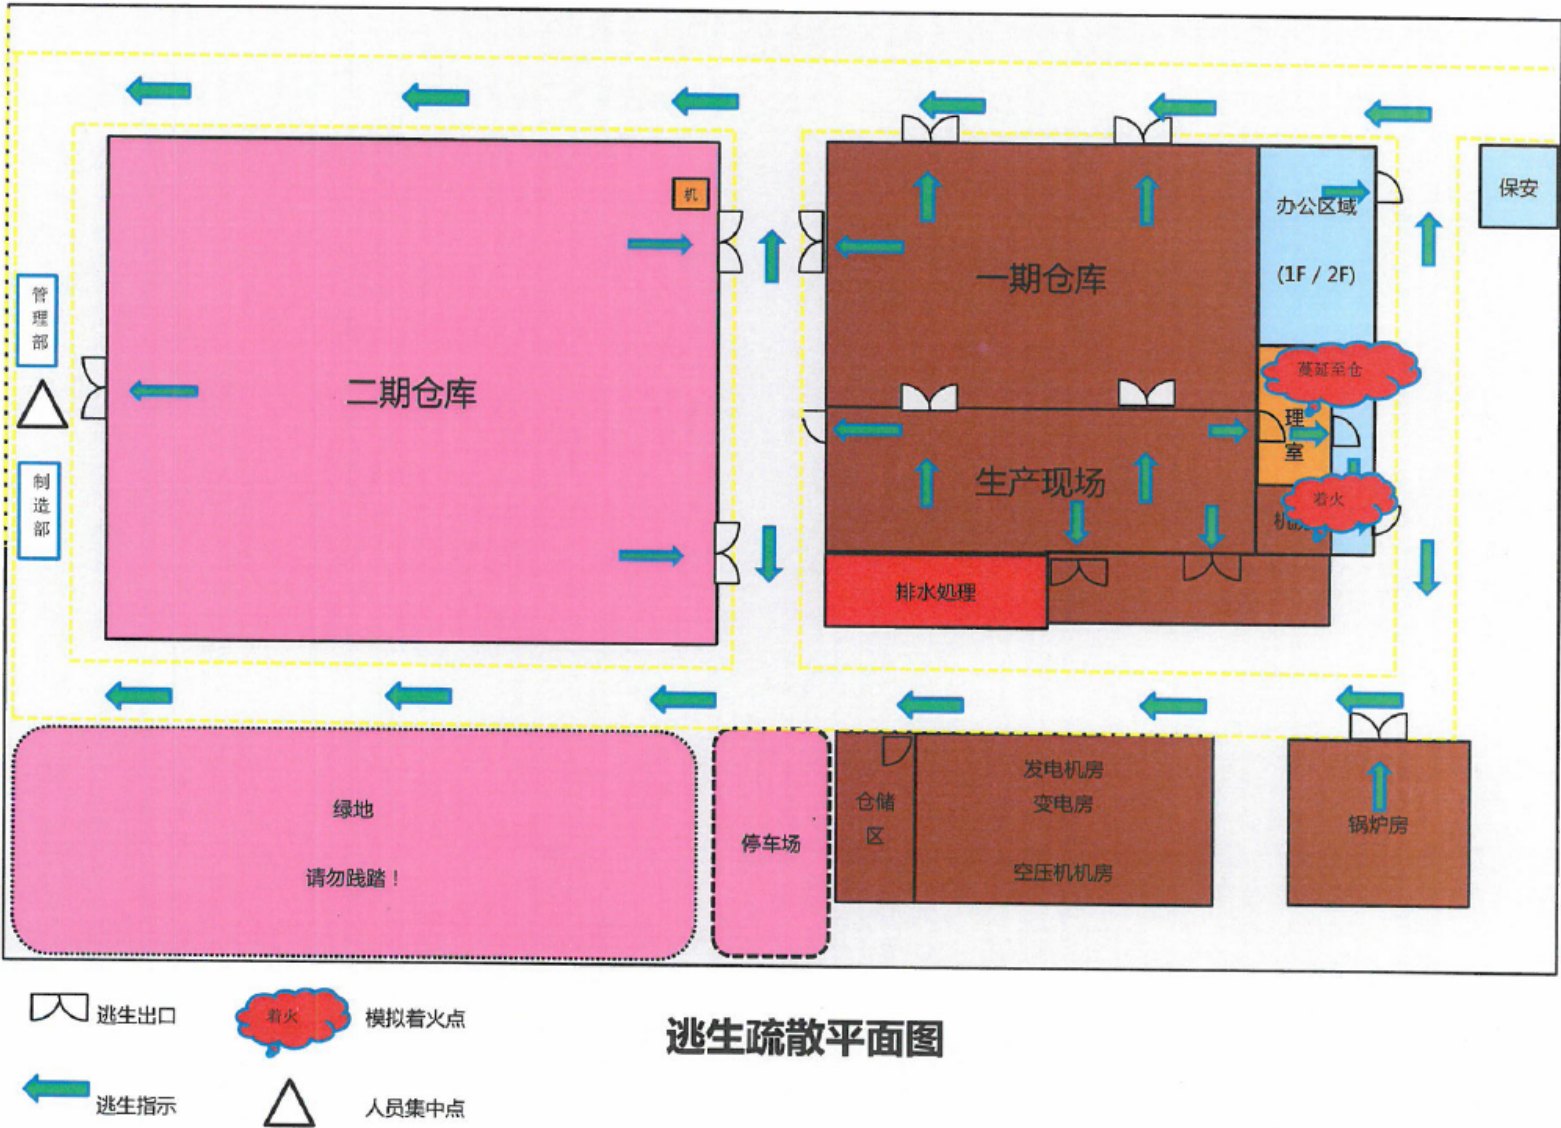 机
保安
办公区域
(1F / 2F)
一期仓库
管
理
部
二期仓库
蔓延至仓
理
室
制
造
部
生产现场
着火
排水处理
绿地
请勿践踏！
停车场
仓储
区
发电机房
变电房
空压机机房
锅炉房
逃生出口
着火
模拟着火点
逃生疏散平面图
逃生指示
人员集中点